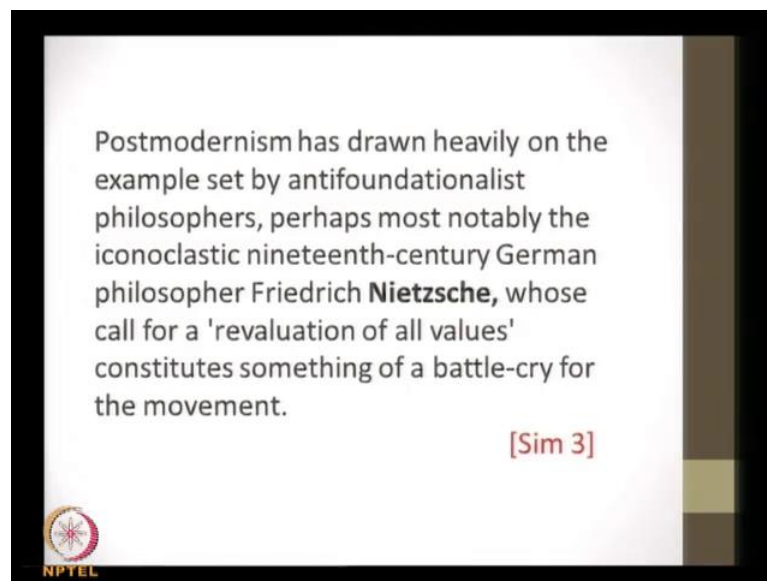 Postmodernism has drawn heavily on the
example set by antifoundationalist
philosophers, perhaps most notably the
iconoclastic nineteenth-century German
philosopher Friedrich Nietzsche, whose
call for a 'revaluation of all values'
constitutes something of a battle-cry for
the movement.
[Sim 3]
NPTEL